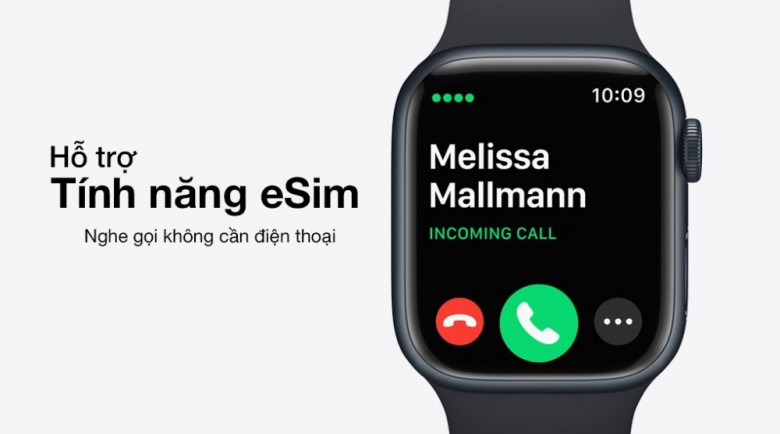 Hỗ trợ
Tính năng eSim
Nghe gọi không cần điện thoại
10:09
Melissa
Mallmann
INCOMING CALL